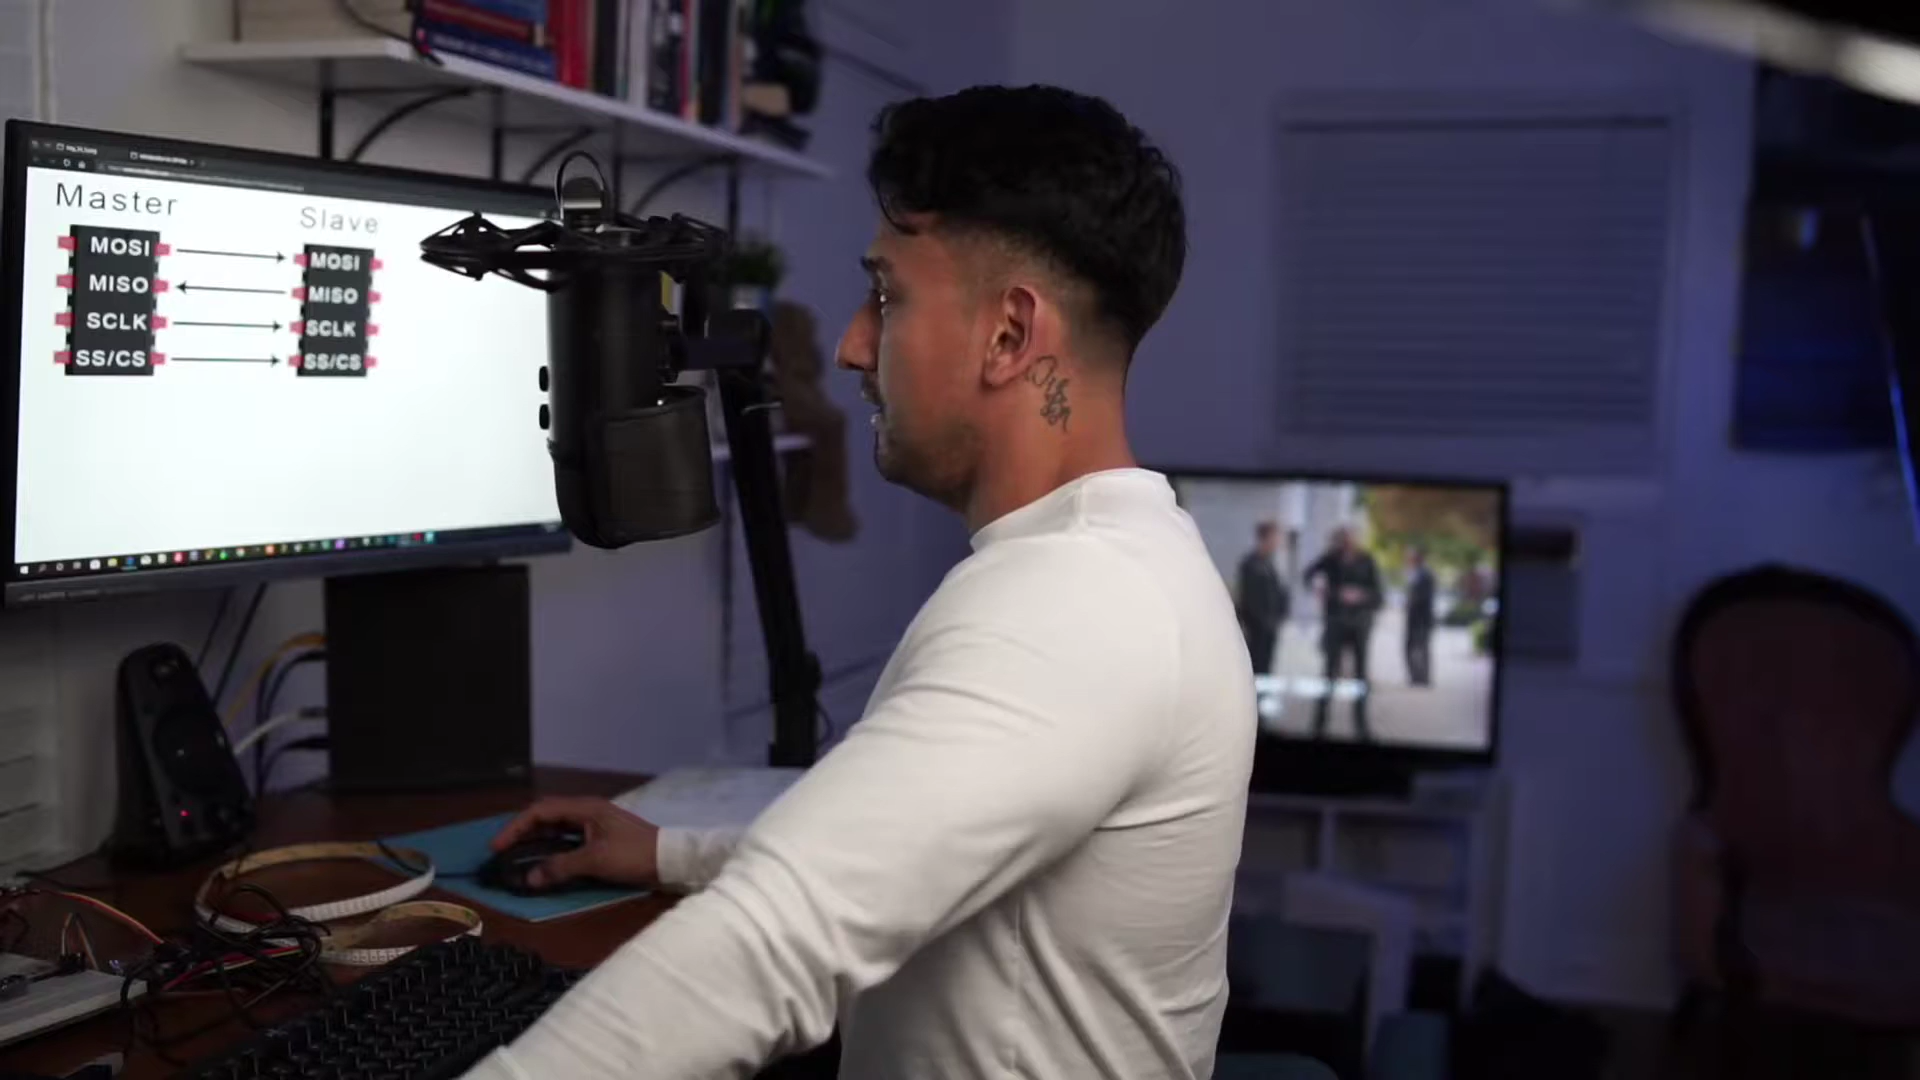 Master
Slave
MOSI
MOSI
MISO
MISO
SCLK
SCLK
SS/CS
SS/CS